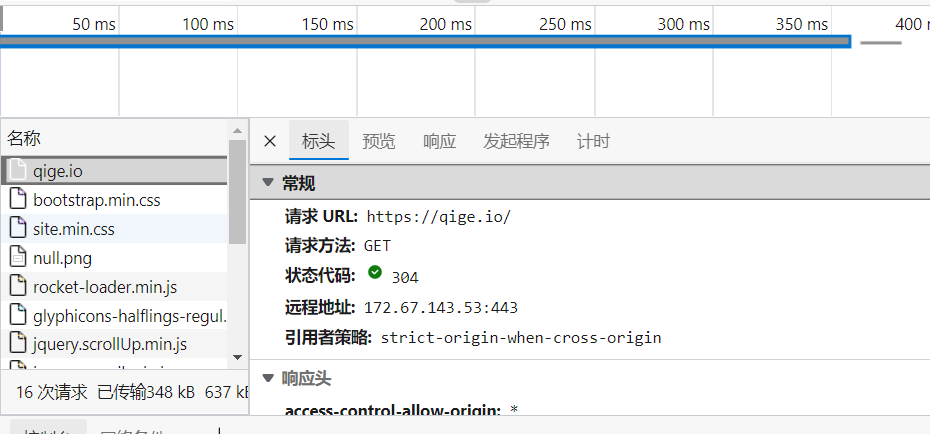 50 ms 100 ms 150 ms 200 ms 250 ms 300 ms 350 ms 400 m
名称
标头 预览 响应 发起程序 计时
qige.io
常规
bootstrap.min.css
请求 URL: https://qige.io/
site.min.css
请求方法: GET
null.png
状态代码: 304
rocket-loader.min.js
远程地址: 172.67.143.53:443
glyphicons-halflings-regul...
引用者策略: strict-origin-when-cross-origin
jquery.scrollUp.min.js
响应头
16 次请求 已传输348 kB 637 kB
access-control-allow-origin: *